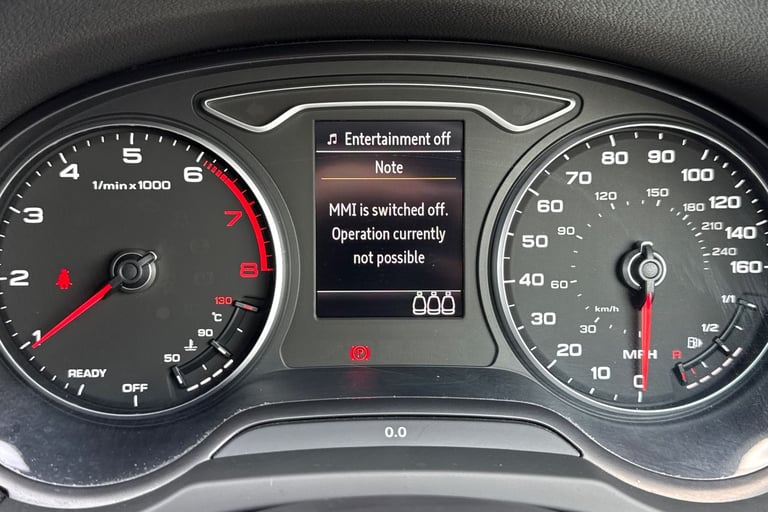 Entertainment off
Note
MMI is switched off.
Operation currently
not possible
1/min x 1000
1
2
3
4
5
6
7
8
READY
OFF
50
90
130
°C
P
0.0
MPH
0
10
20
30
40
50
60
70
80
90
100
120
140
160
km/h
30
60
90
120
150
180
210
240
1/1
1/2
R